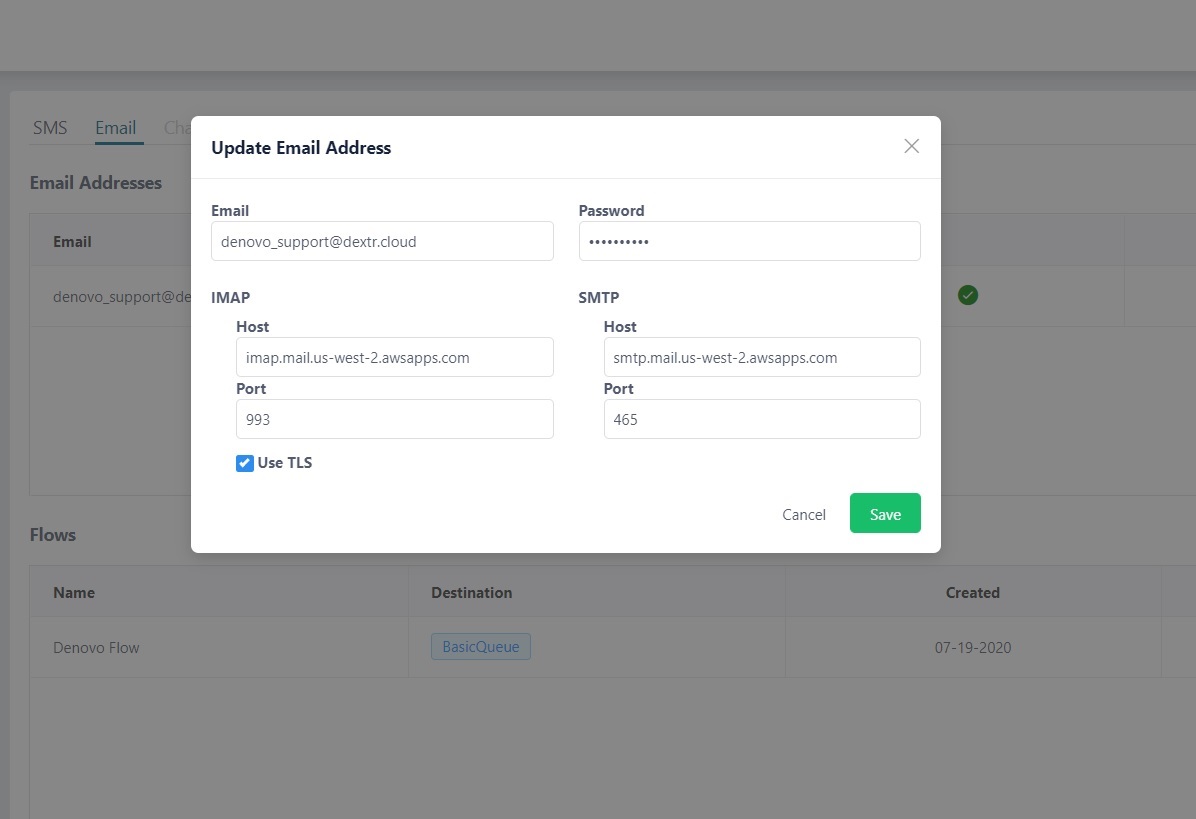 SMS Email Cha
Update Email Address
Email Addresses
Email Password
Email
denovo_support@dextr.cloud ••••••••••
denovo_support@de
IMAP SMTP
Host Host
imap.mail.us-west-2.awsapps.com smtp.mail.us-west-2.awsapps.com
Port Port
993 465
Use TLS
Cancel Save
Flows
Name Destination Created
Denovo Flow BasicQueue 07-19-2020